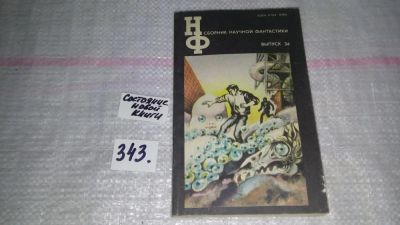 НФ
СБОРНИК НАУЧНОЙ ФАНТАСТИКИ
ВЫПУСК 34
Состояние
новой
книги
343.